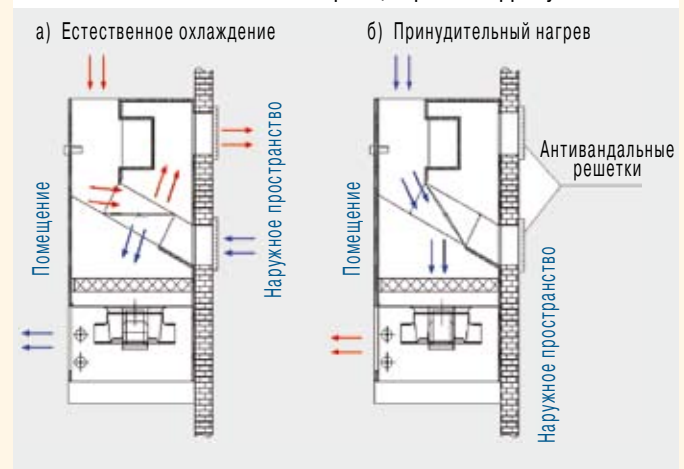 а) Естественное охлаждение
б) Принудительный нагрев
Помещение
Наружное пространство
Помещение
Наружное пространство
Антивандальные
решетки